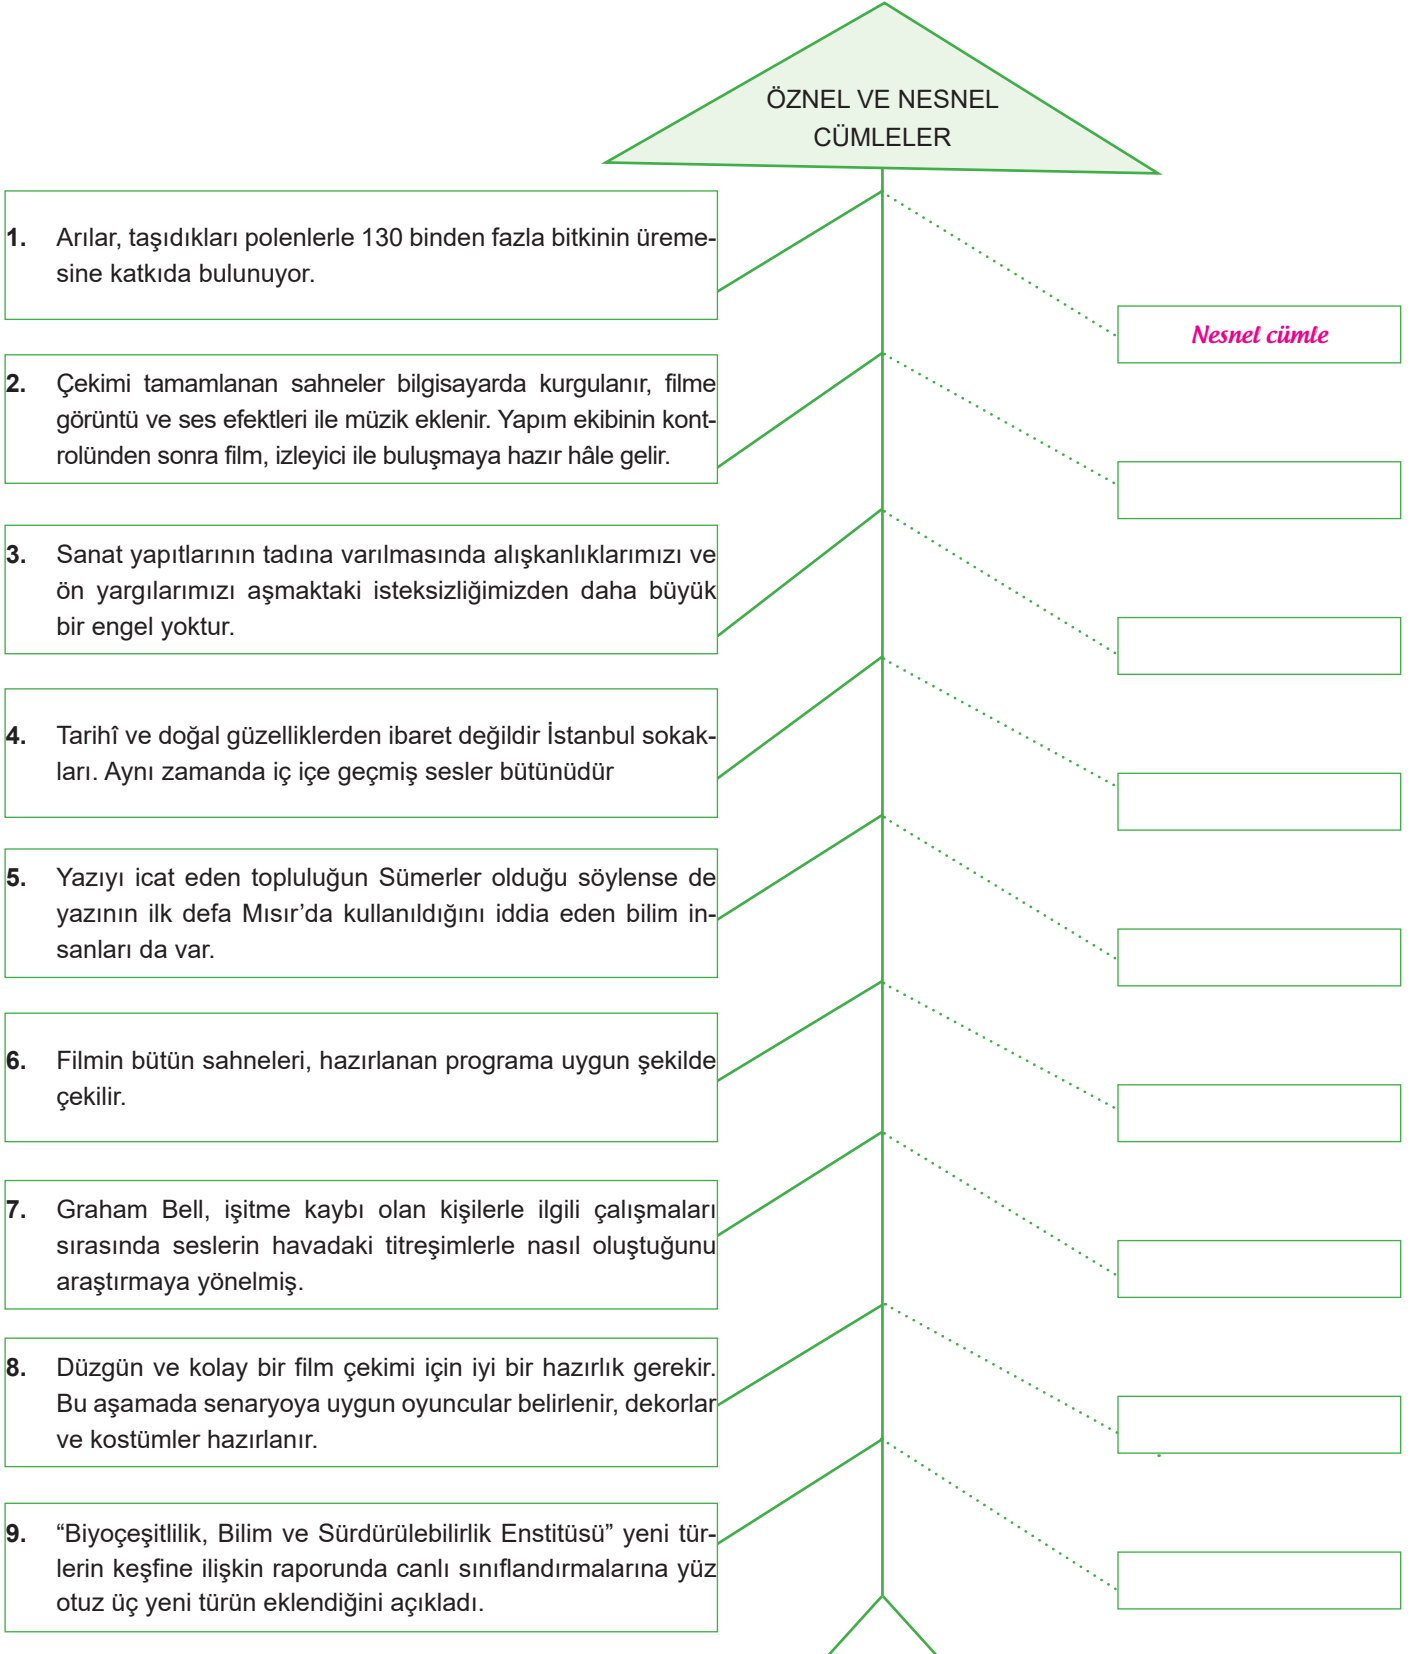 ÖZNEL VE NESNEL
CÜMLELER
1. Arılar, taşıdıkları polenlerle 130 binden fazla bitkinin üreme-
sine katkıda bulunuyor.
Nesnel cümle
2. Çekimi tamamlanan sahneler bilgisayarda kurgulanır, filme
görüntü ve ses efektleri ile müzik eklenir. Yapım ekibinin kont-
rolünden sonra film, izleyici ile buluşmaya hazır hâle gelir.
3. Sanat yapıtlarının tadına varılmasında alışkanlıklarımızı ve
ön yargılarımızı aşmaktaki isteksizliğimizden daha büyük
bir engel yoktur.
4. Tarihî ve doğal güzelliklerden ibaret değildir İstanbul sokak-
ları. Aynı zamanda iç içe geçmiş sesler bütünüdür
5. Yazıyı icat eden topluluğun Sümerler olduğu söylense de
yazının ilk defa Mısır’da kullanıldığını iddia eden bilim in-
sanları da var.
6. Filmin bütün sahneleri, hazırlanan programa uygun şekilde
çekilir.
7. Graham Bell, işitme kaybı olan kişilerle ilgili çalışmaları
sırasında seslerin havadaki titreşimlerle nasıl oluştuğunu
araştırmaya yönelmiş.
8. Düzgün ve kolay bir film çekimi için iyi bir hazırlık gerekir.
Bu aşamada senaryoya uygun oyuncular belirlenir, dekorlar
ve kostümler hazırlanır.
9. “Biyoçeşitlilik, Bilim ve Sürdürülebilirlik Enstitüsü” yeni tür-
lerin keşfine ilişkin raporunda canlı sınıflandırmalarına yüz
otuz üç yeni türün eklendiğini açıkladı.